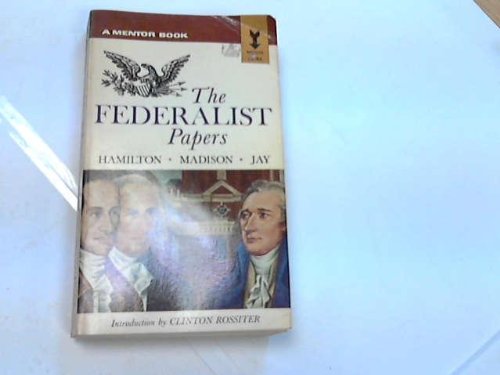 A MENTOR BOOK
The
FEDERALIST
Papers
HAMILTON • MADISON • JAY
Introduction by CLINTON ROSSITER